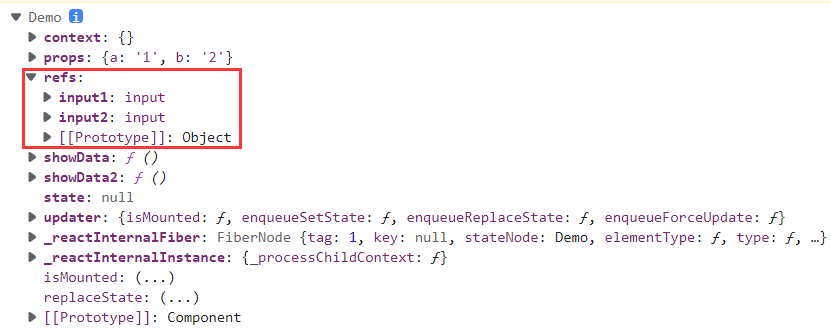 Demo i
context: {}
props: {a: '1', b: '2'}
refs:
input1: input
input2: input
[[Prototype]]: Object
showData: ƒ ()
showData2: ƒ ()
state: null
updater: {isMounted: ƒ, enqueueSetState: ƒ, enqueueReplaceState: ƒ, enqueueForceUpdate: ƒ}
_reactInternalFiber: FiberNode {tag: 1, key: null, stateNode: Demo, elementType: ƒ, type: ƒ, …}
_reactInternalInstance: {_processChildContext: ƒ}
isMounted: (...)
replaceState: (...)
[[Prototype]]: Component